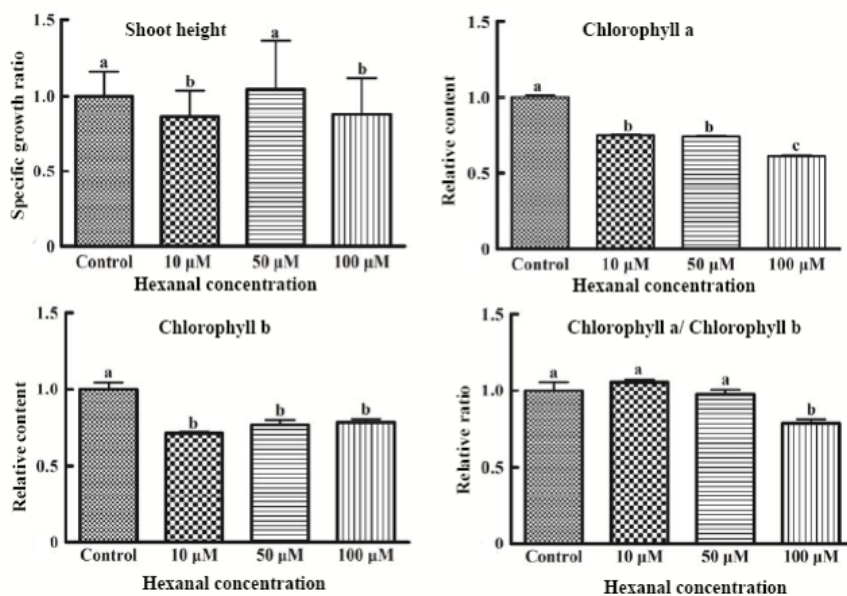 Shoot height
Specific growth ratio
1.5
1.0
0.5
0
a
b
a
b
Control 10 µM 50 µM 100 µM
Hexanal concentration
Chlorophyll a
Relative content
1.5
1.0
0.5
0
a
b
b
c
Control 10 µM 50 µM 100 µM
Hexanal concentration
Chlorophyll b
Relative content
1.5
1.0
0.5
0
a
b
b
b
Control 10 µM 50 µM 100 µM
Hexanal concentration
Chlorophyll a/ Chlorophyll b
Relative ratio
1.5
1.0
0.5
0
a
a
a
b
Control 10 µM 50 µM 100 µM
Hexanal concentration